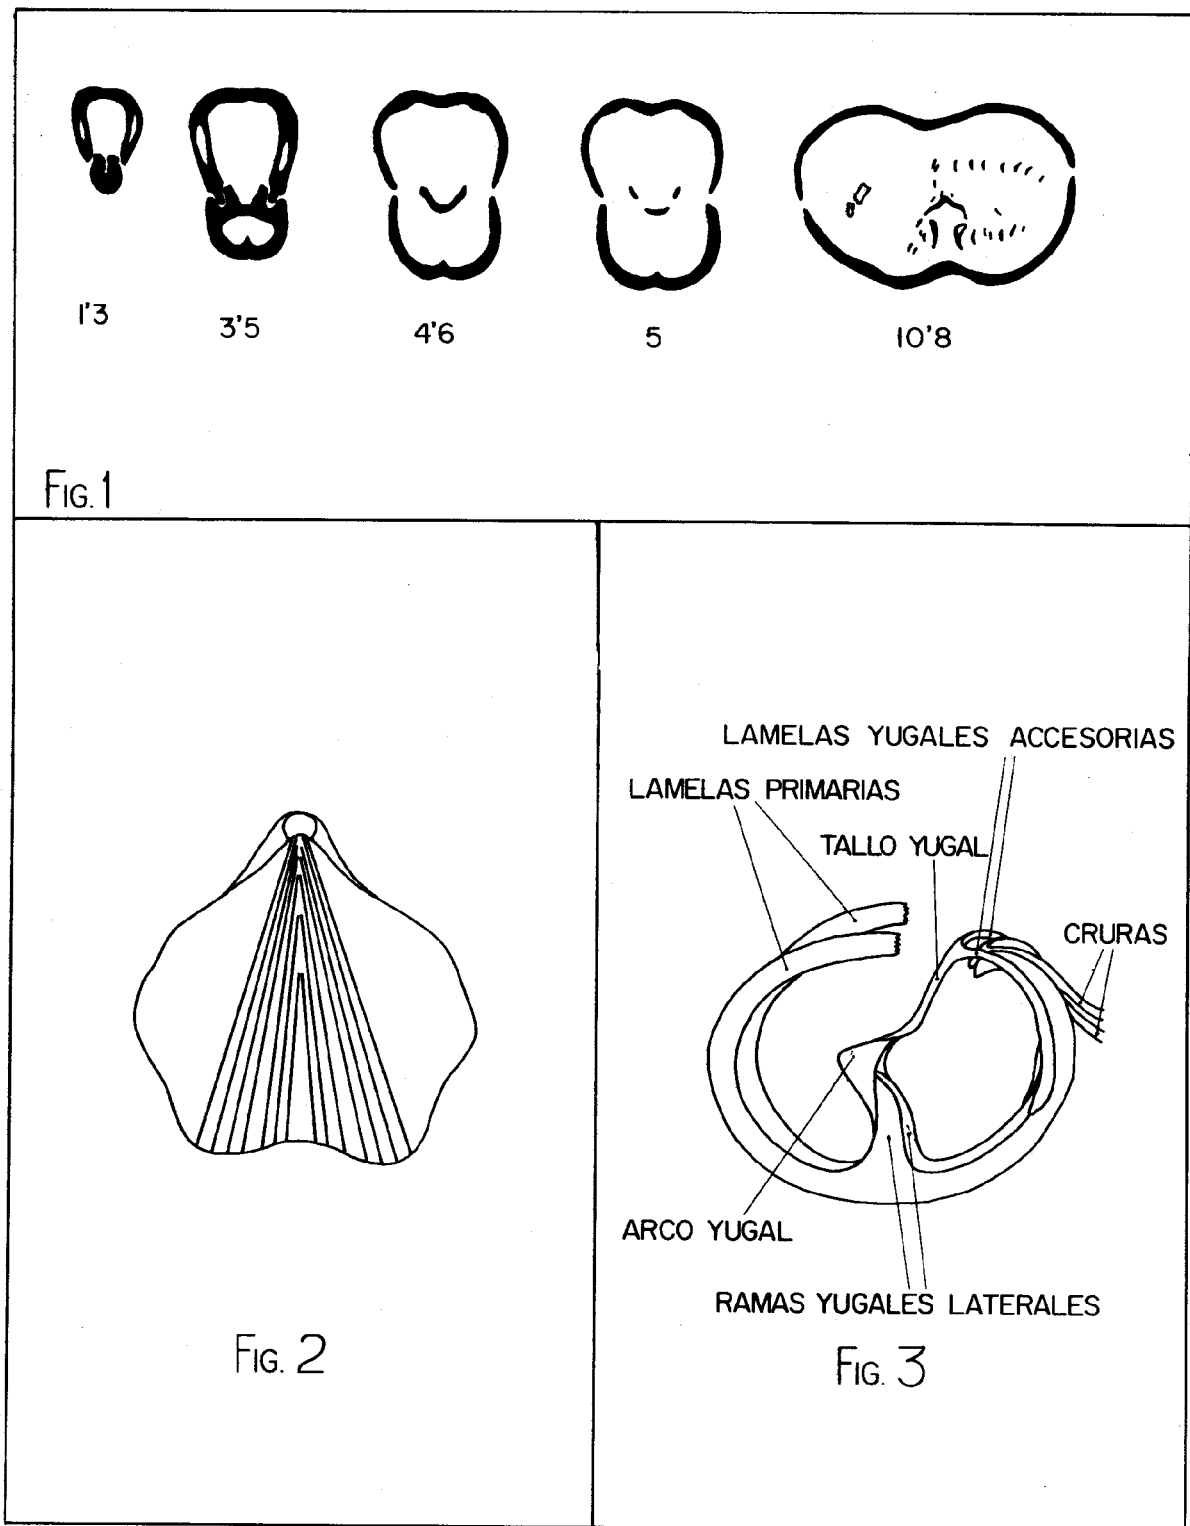 1'3
3'5
4'6
5
10'8
FIG. 1
FIG. 2
LAMELAS YUGALES ACCESORIAS
LAMELAS PRIMARIAS
TALLO YUGAL
CRURAS
ARCO YUGAL
RAMAS YUGALES LATERALES
FIG. 3